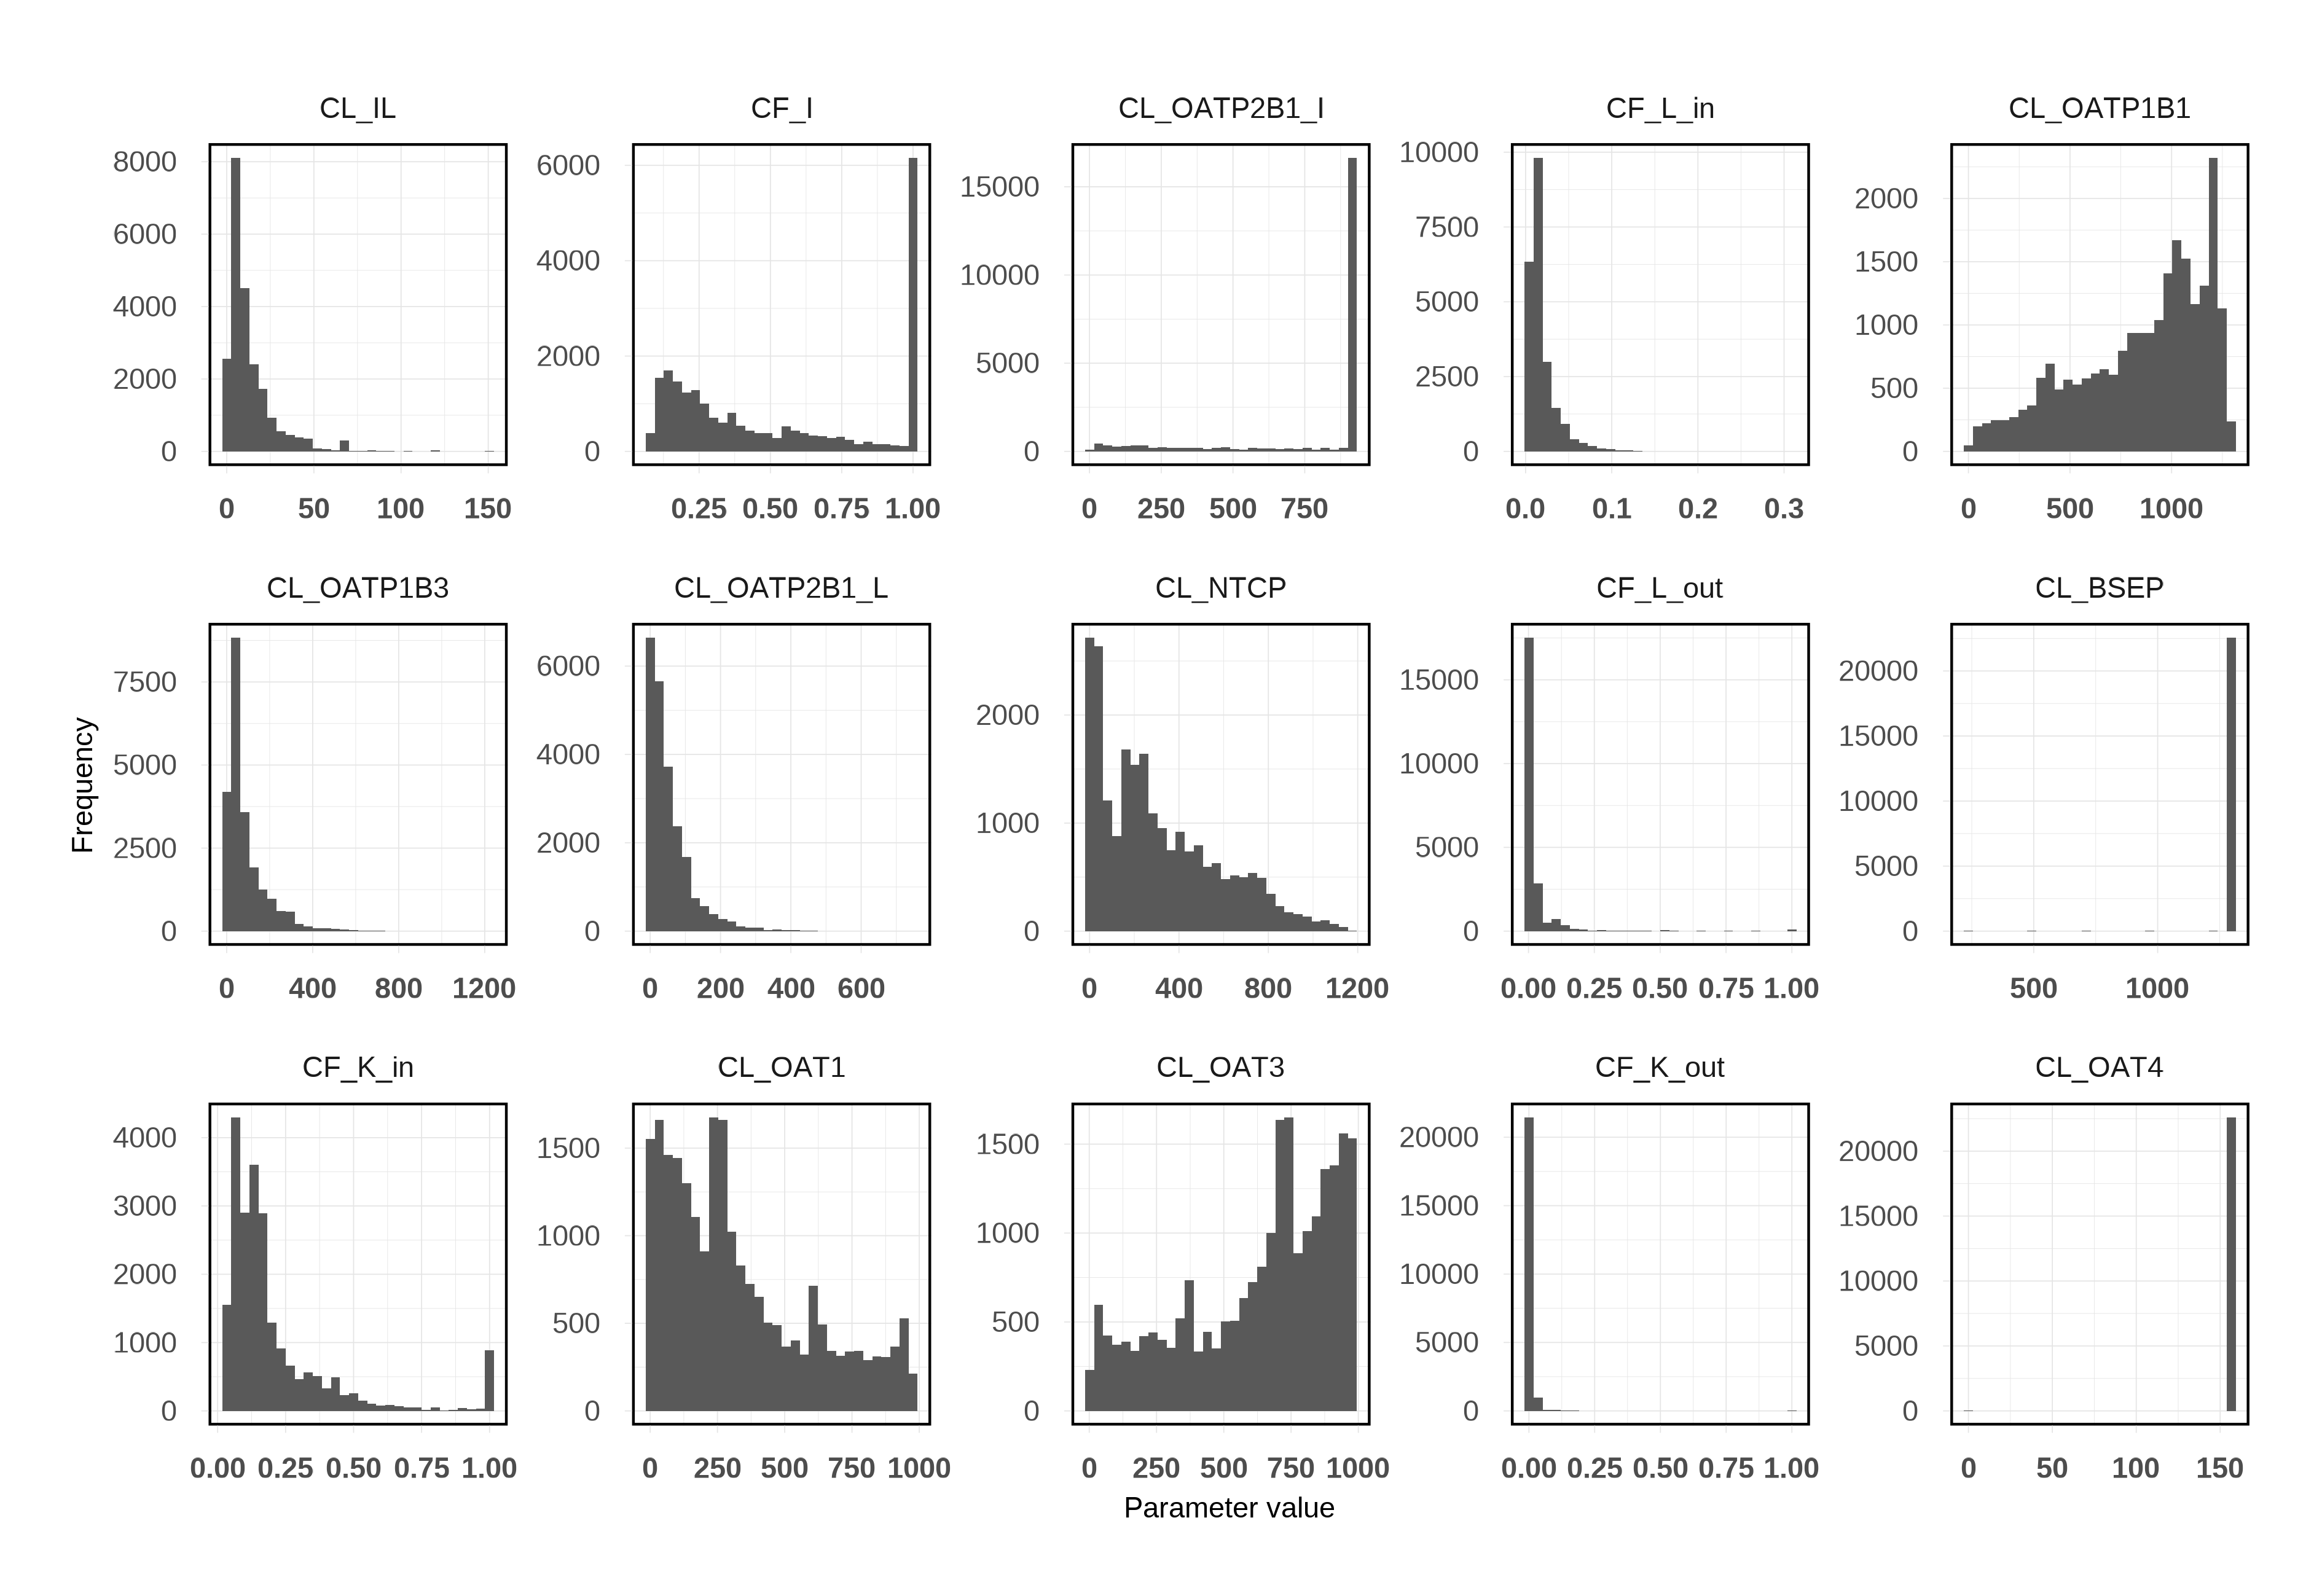 CL_IL
CF_I
CL_OATP2B1_I
CF_L_in
CL_OATP1B1
8000
6000
4000
2000
0
0 50 100 150
6000
4000
2000
0
0.25 0.50 0.75 1.00
15000
10000
5000
0
0 250 500 750
10000
7500
5000
2500
0
0.0 0.1 0.2 0.3
2000
1500
1000
500
0
0 500 1000
CL_OATP1B3
CL_OATP2B1_L
CL_NTCP
CF_L_out
CL_BSEP
Frequency
7500
5000
2500
0
0 400 800 1200
6000
4000
2000
0
0 200 400 600
2000
1000
0
0 400 800 1200
15000
10000
5000
0
0.00 0.25 0.50 0.75 1.00
20000
15000
10000
5000
0
500 1000
CF_K_in
CL_OAT1
CL_OAT3
CF_K_out
CL_OAT4
4000
3000
2000
1000
0
0.00 0.25 0.50 0.75 1.00
1500
1000
500
0
0 250 500 750 1000
1500
1000
500
0
0 250 500 750 1000
20000
15000
10000
5000
0
0.00 0.25 0.50 0.75 1.00
20000
15000
10000
5000
0
0 50 100 150
Parameter value